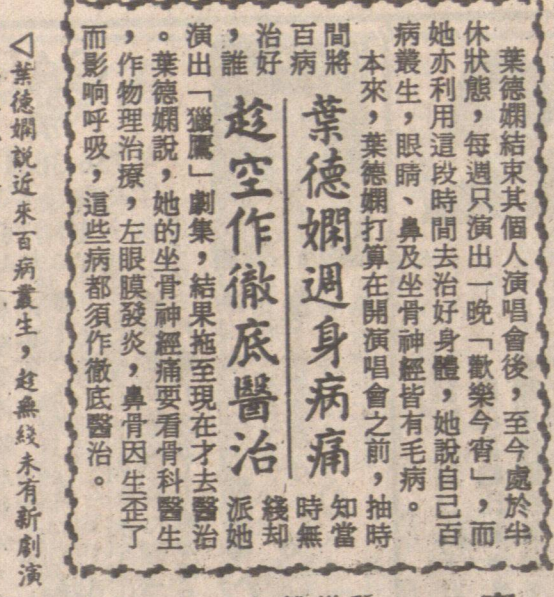 葉德嫻週身病痛
趁空作徹底醫治
葉德嫻結束其個人演唱會後，至今處於半
休狀態，每週只演出一晚「歡樂今宵」，而
她亦利用這段時間去治好身體，她說自己百
病叢生，眼睛、鼻及坐骨神經皆有毛病。
本來，葉德嫻打算在開演唱會之前，抽時
間將
百病
治好
，誰
知當
時無
綫却
派她
演出「獵鷹」劇集，結果拖至現在才去醫治
。葉德嫻說，她的坐骨神經痛要看骨科醫生
，作物理治療，左眼膜發炎，鼻骨因生歪了
而影响呼吸，這些病都須作徹底醫治。
◁葉德嫻說近來百病叢生，趁無綫未有新劇演